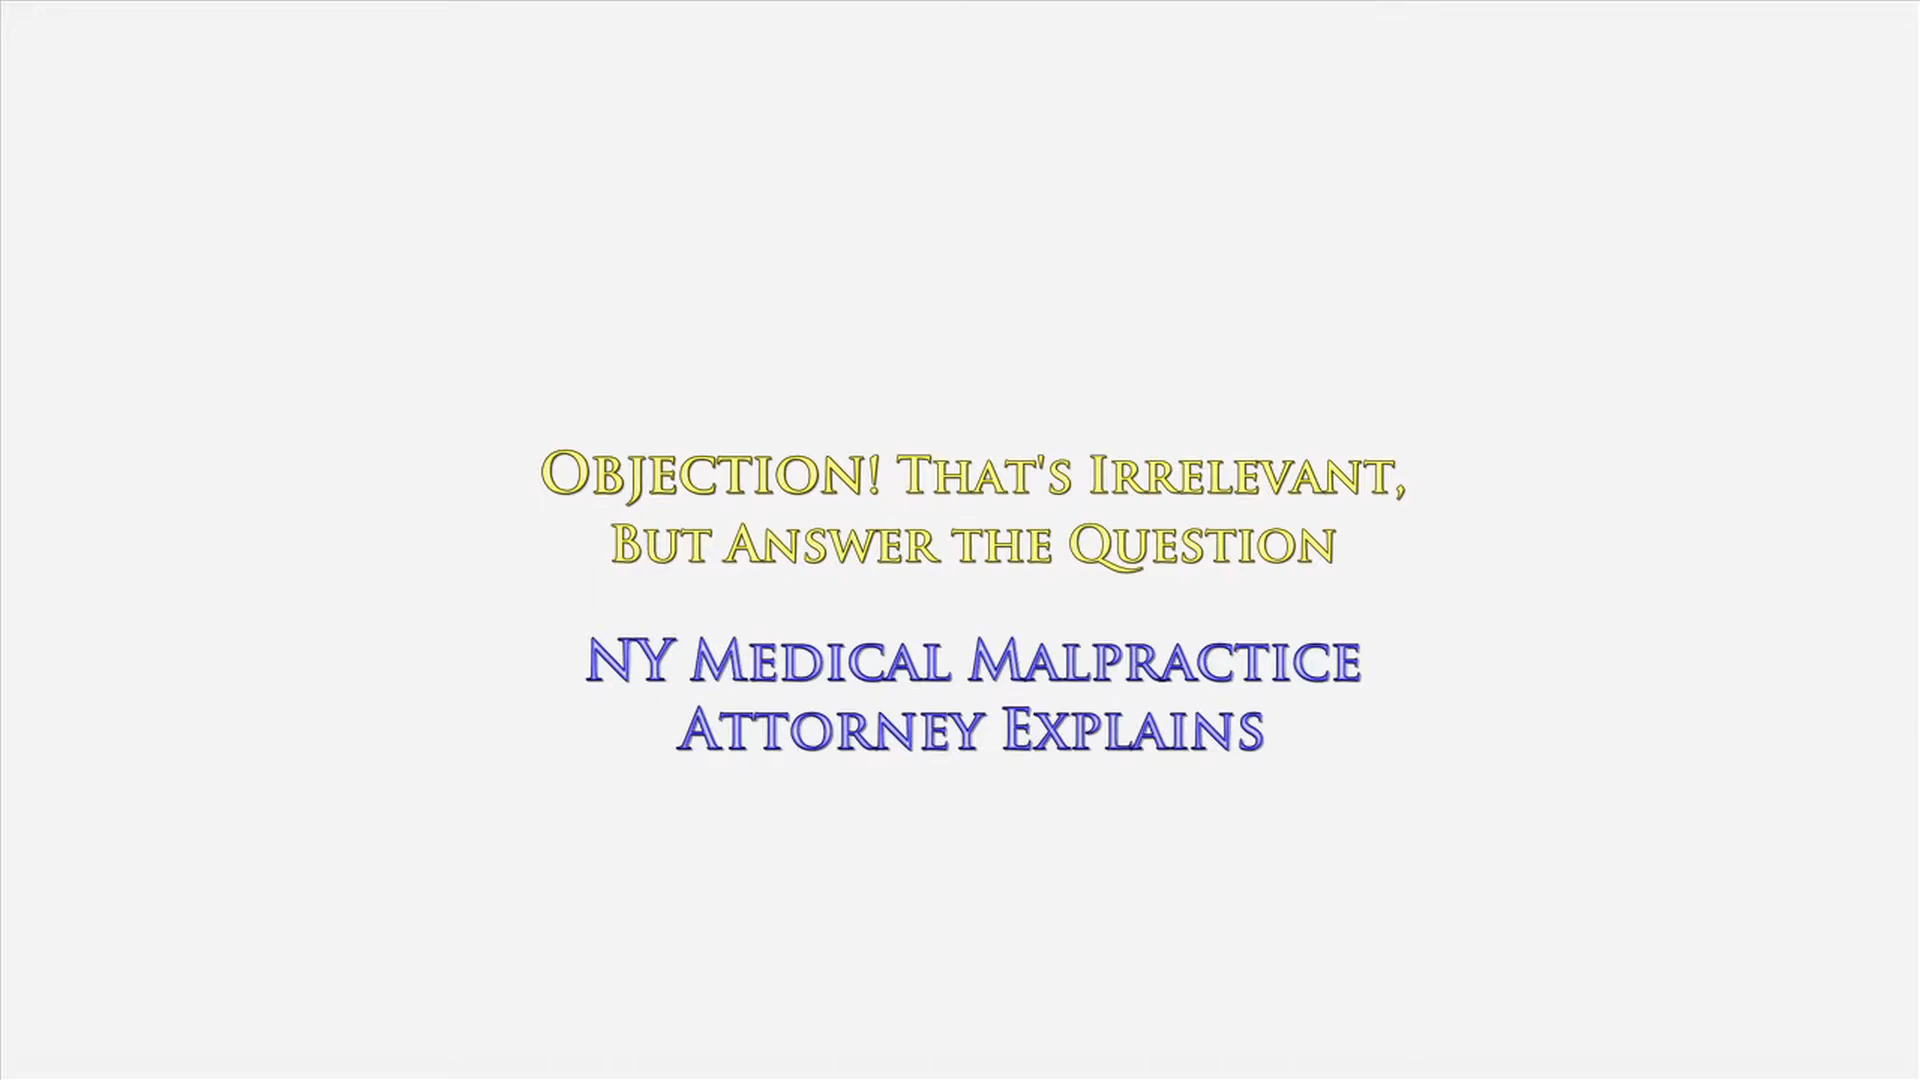 Objection! That's Irrelevant,
But Answer the Question
NY Medical Malpractice
Attorney Explains